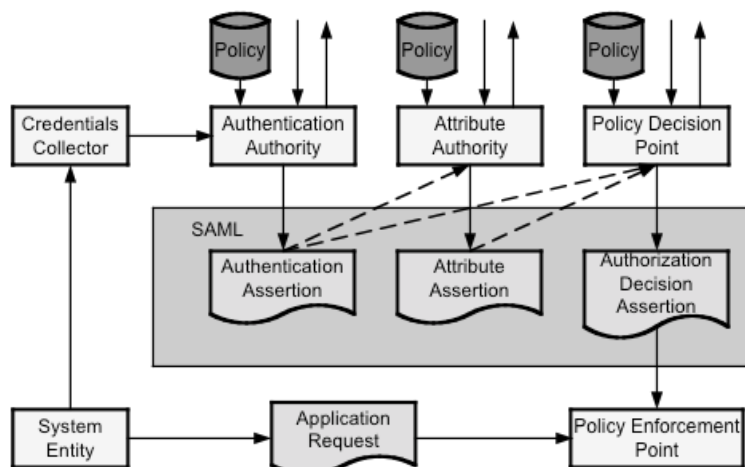 Policy
Policy
Policy
Credentials
Collector
Authentication
Authority
Attribute
Authority
Policy Decision
Point
SAML
Authentication
Assertion
Attribute
Assertion
Authorization
Decision
Assertion
System
Entity
Application
Request
Policy Enforcement
Point